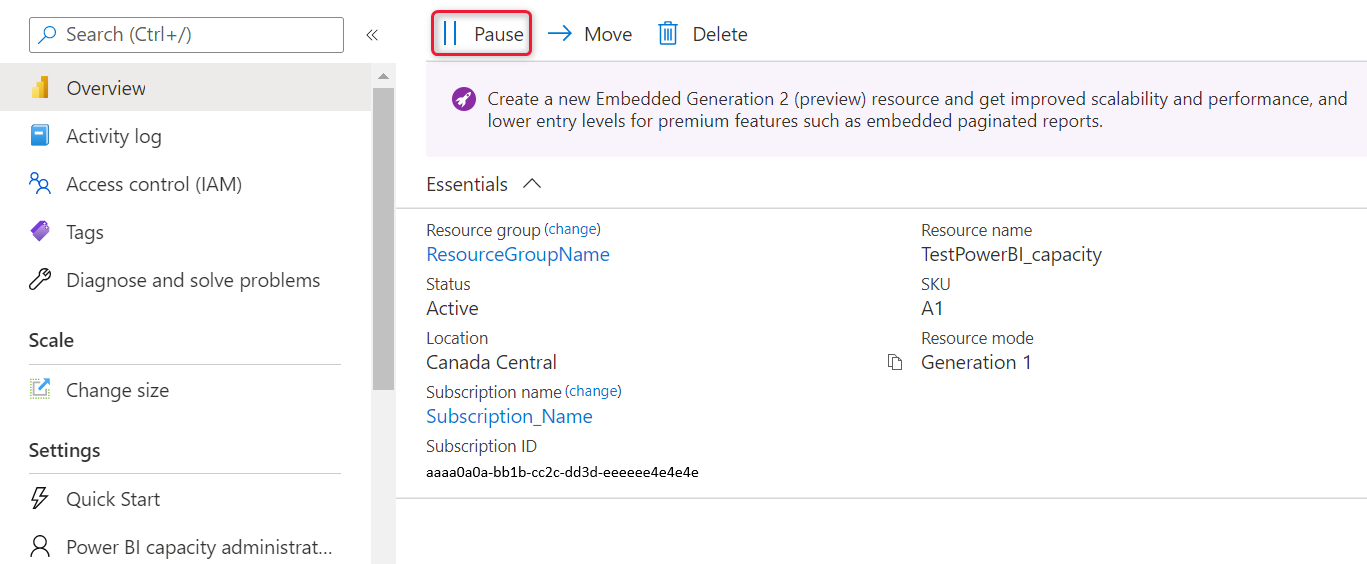 Search (Ctrl+/)
«
Overview
Activity log
Access control (IAM)
Tags
Diagnose and solve problems
Scale
Change size
Settings
Quick Start
Power BI capacity administrat...
Pause
Move
Delete
Create a new Embedded Generation 2 (preview) resource and get improved scalability and performance, and
lower entry levels for premium features such as embedded paginated reports.
Essentials
Resource group (change)
ResourceGroupName
Status
Active
Location
Canada Central
Subscription name (change)
Subscription_Name
Subscription ID
aaaa0a0a-bb1b-cc2c-dd3d-eeeeee4e4e4e
Resource name
TestPowerBI_capacity
SKU
A1
Resource mode
Generation 1